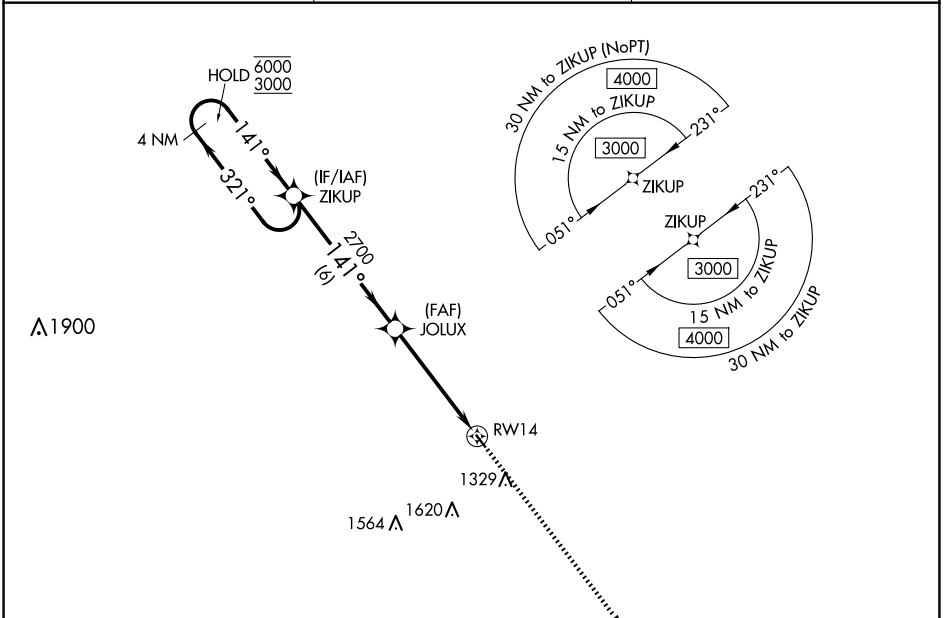 HOLD 6000
3000
4 NM
141°
321°
(IF/IAF)
ZIKUP
2700
141°
(6)
(FAF)
JOLUX
RW14
1900
1329
1620
1564
30 NM to ZIKUP (NoPT)
4000
15 NM to ZIKUP
3000
231°
ZIKUP
051°
231°
ZIKUP
3000
051°
15 NM to ZIKUP
4000
30 NM to ZIKUP